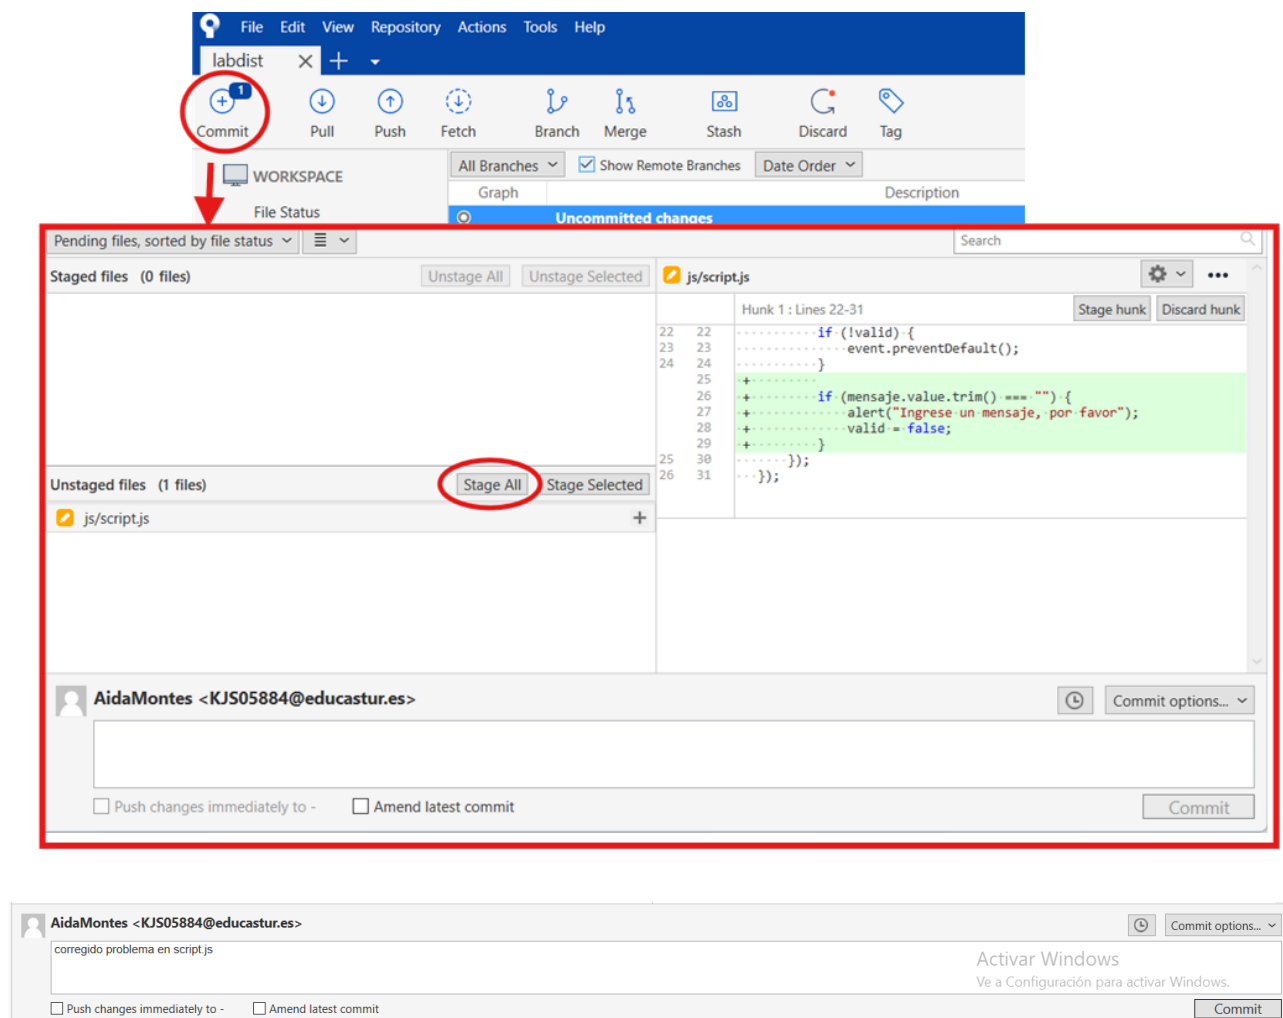 File Edit View Repository Actions Tools Help
labdist
1
Commit Pull Push Fetch Branch Merge Stash Discard Tag
WORKSPACE
File Status
All Branches Show Remote Branches Date Order
Graph Description
Uncommitted changes
Pending files, sorted by file status
Search
Staged files (0 files) Unstage All Unstage Selected
js/script.js
Hunk 1 : Lines 22-31 Stage hunk Discard hunk
22 22 if (!valid) {
23 23 event.preventDefault();
24 24 }
25 +
26 + if (mensaje.value.trim() === "") {
27 + alert("Ingrese un mensaje, por favor");
28 + valid = false;
29 + }
25 30 });
26 31 });
Unstaged files (1 files) Stage All Stage Selected
js/script.js
AidaMontes <KJS05884@educastur.es>
Commit options...
Push changes immediately to - Amend latest commit Commit
AidaMontes <KJS05884@educastur.es>
Commit options...
corregido problema en script.js
Activar Windows
Ve a Configuración para activar Windows.
Push changes immediately to - Amend latest commit Commit